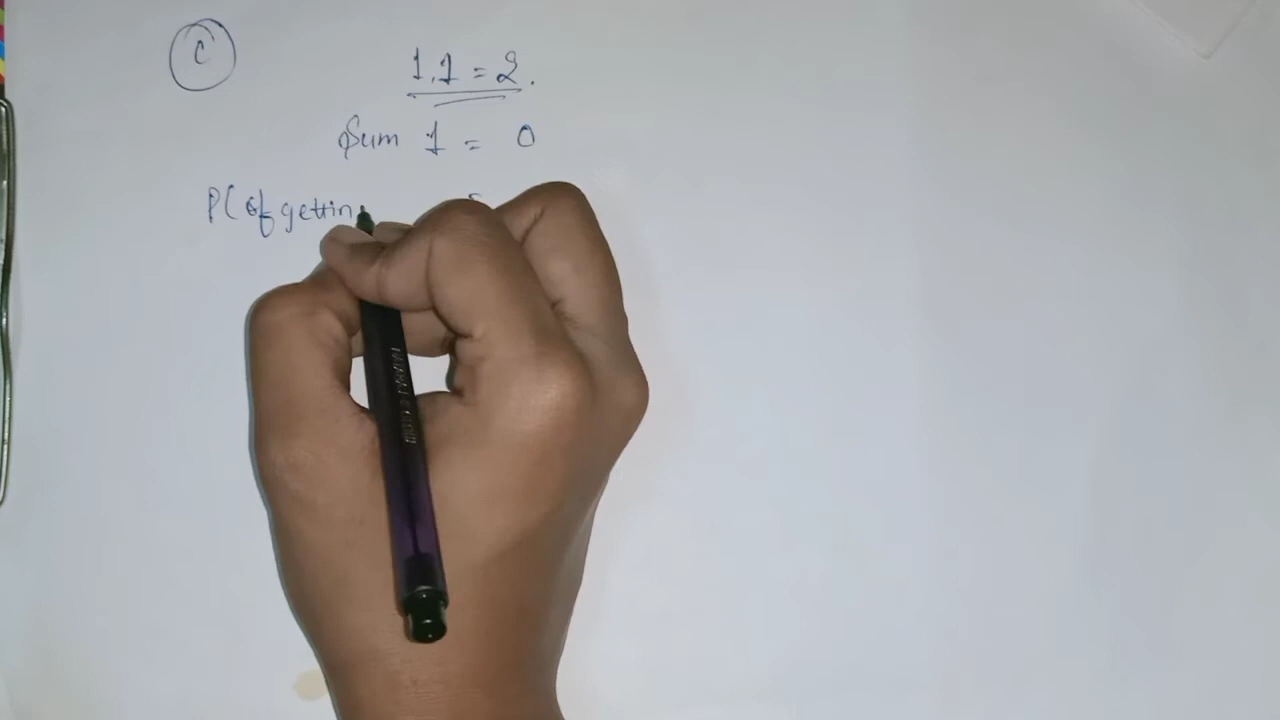 C
1,1 = 2.
Sum 1 = 0
P( of gettin